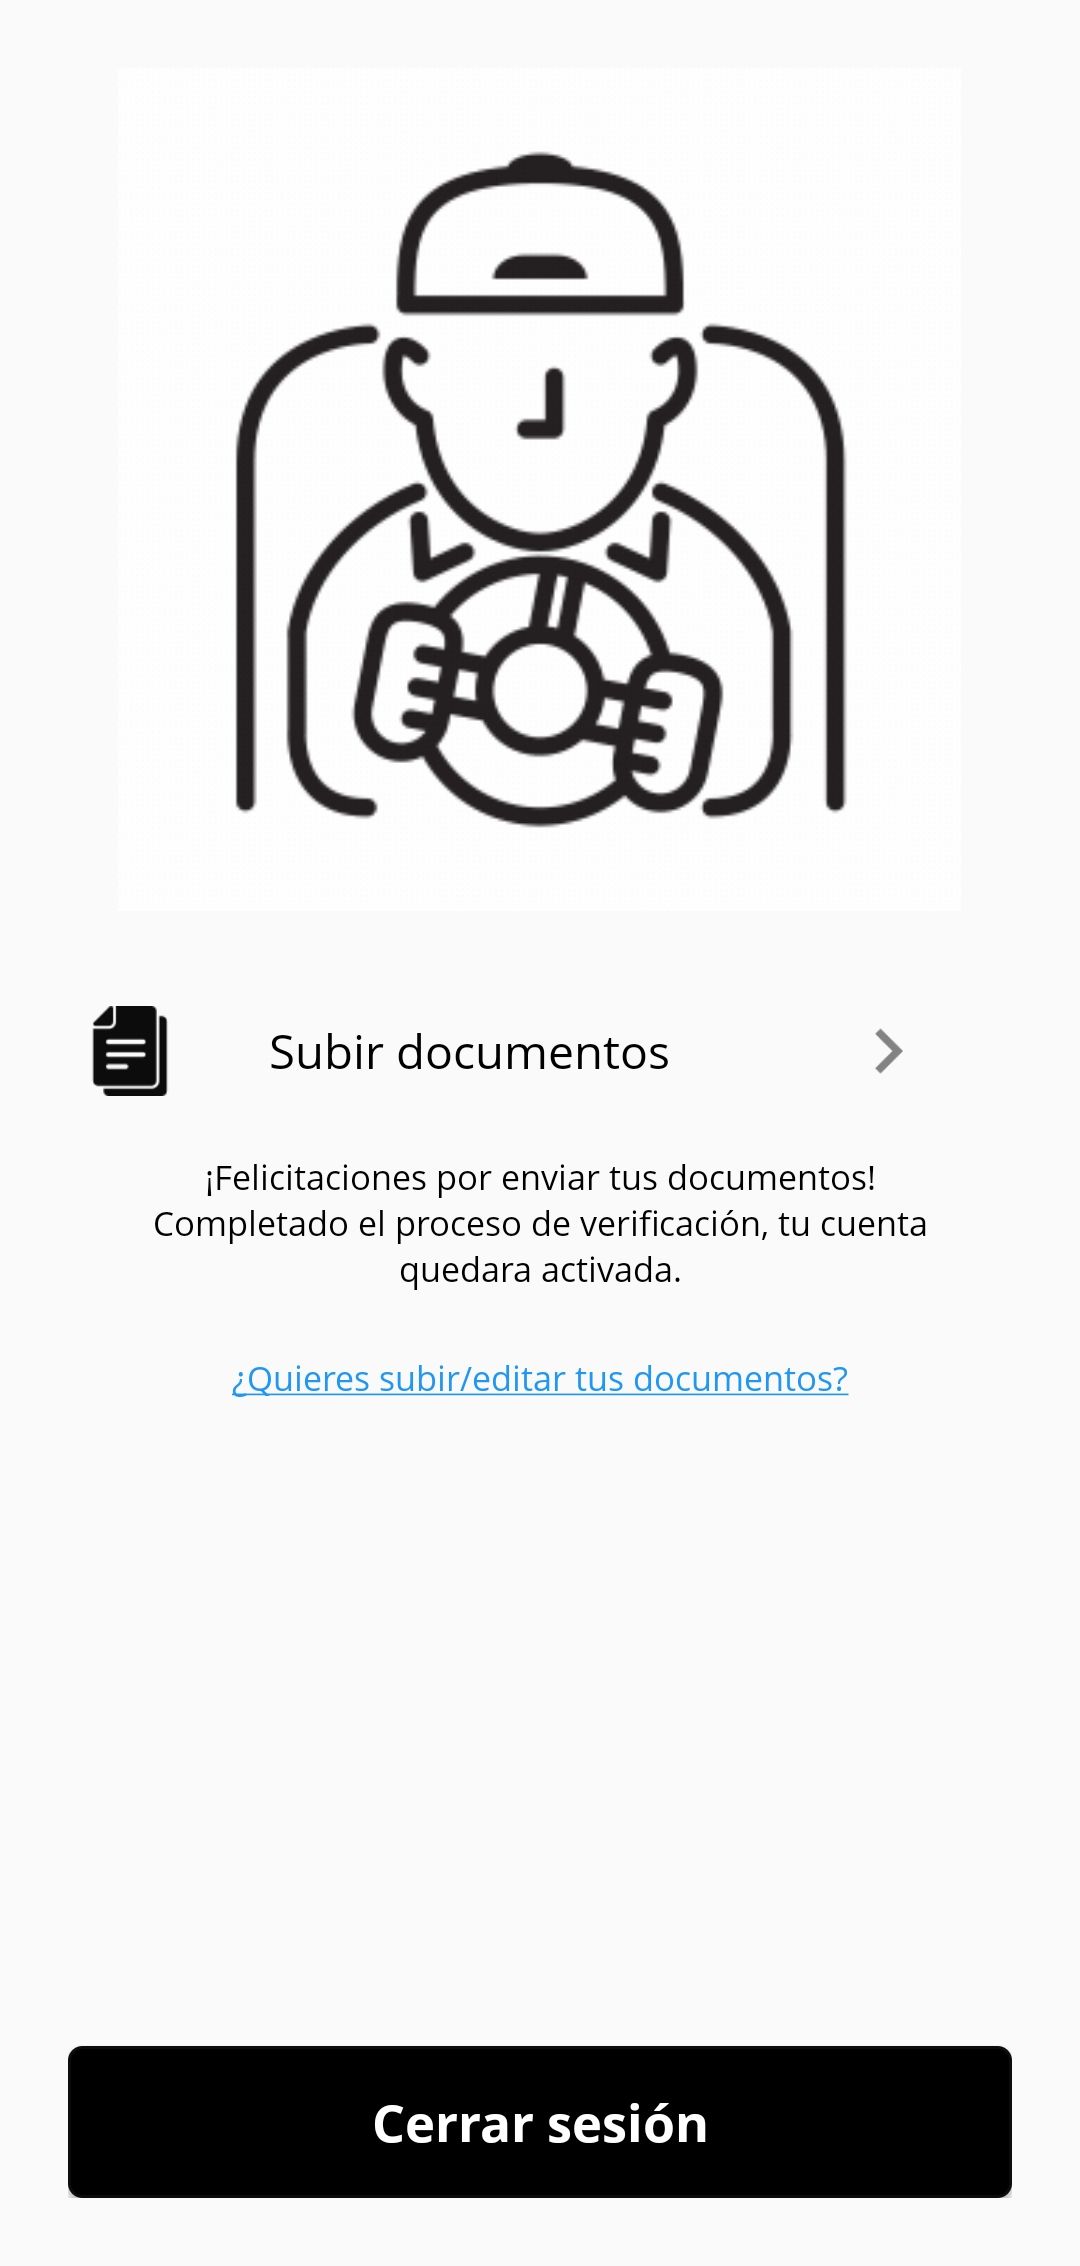 Subir documentos
¡Felicitaciones por enviar tus documentos!
Completado el proceso de verificación, tu cuenta
quedara activada.
¿Quieres subir/editar tus documentos?
Cerrar sesión